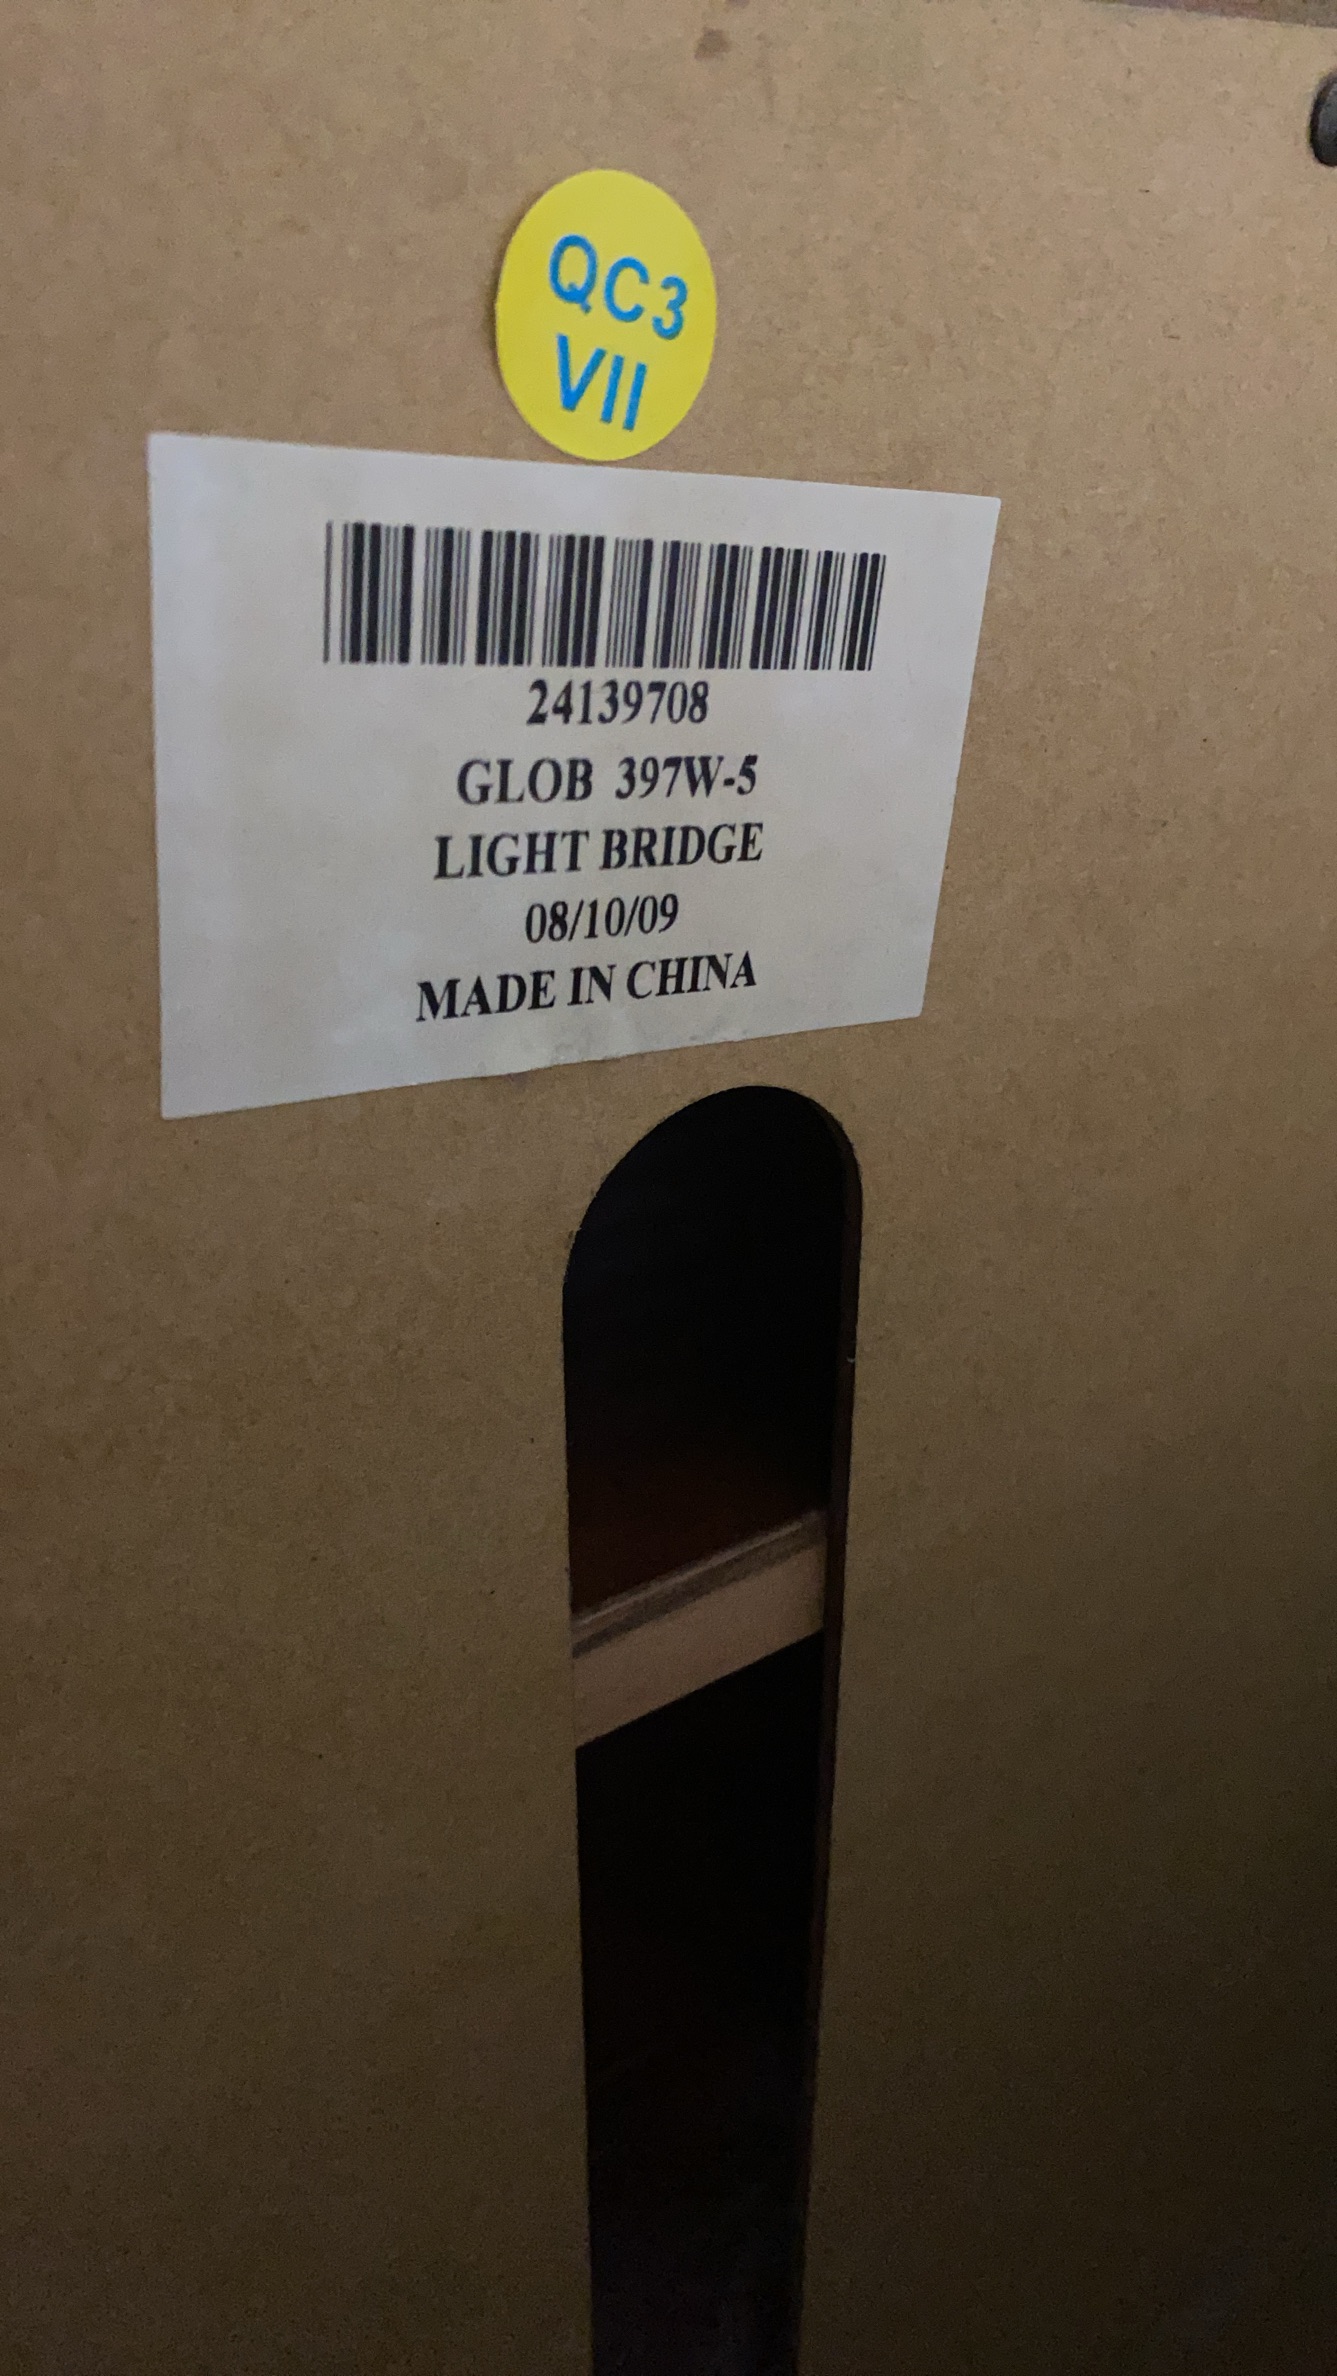 QC3
VII
24139708
GLOB 397W-5
LIGHT BRIDGE
08/10/09
MADE IN CHINA